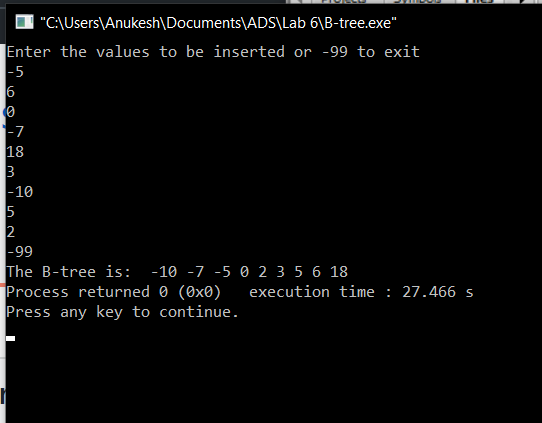 "C:\Users\Anukesh\Documents\ADS\Lab 6\B-tree.exe"
Enter the values to be inserted or -99 to exit
-5
6
0
-7
18
3
-10
5
2
-99
The B-tree is:  -10 -7 -5 0 2 3 5 6 18
Process returned 0 (0x0)   execution time : 27.466 s
Press any key to continue.